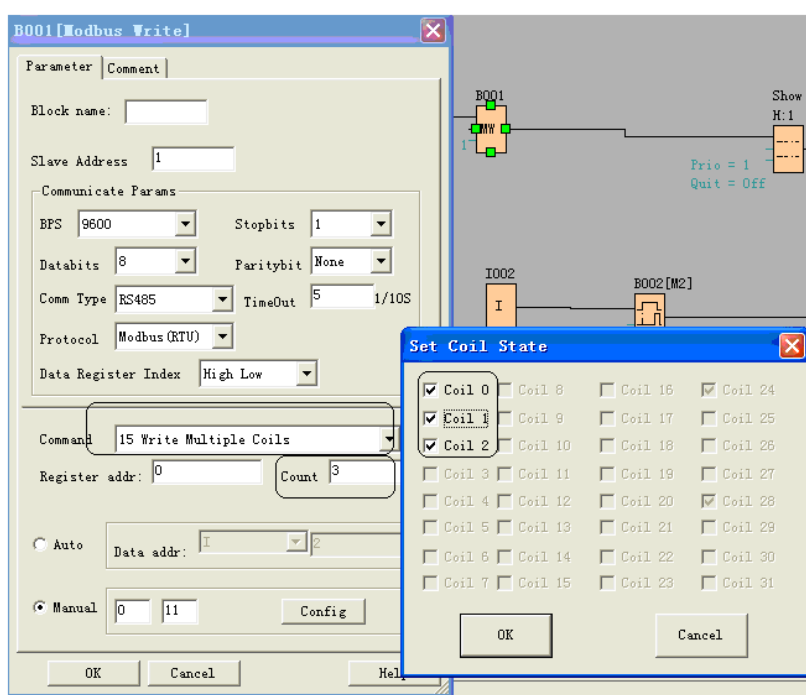 B001[Modbus Write]
Parameter
Comment
Block name:
Slave Address 1
Communicate Params
BPS 9600 Stopbits 1
Databits 8 Paritybit None
Comm Type RS485 TimeOut 5 1/10S
Protocol Modbus(RTU)
Data Register Index High Low
Command 15 Write Multiple Coils
Register addr: 0 Count 3
Auto Data addr: I 2
Manual 0 11 Config
OK Cancel
B001
MW
1
Show
H:1
Prio = 1
Quit = Off
I002
I
B002[M2]
Set Coil State
Coil 0 Coil 8 Coil 16 Coil 24
Coil 1 Coil 9 Coil 17 Coil 25
Coil 2 Coil 10 Coil 18 Coil 26
Coil 3 Coil 11 Coil 19 Coil 27
Coil 4 Coil 12 Coil 20 Coil 28
Coil 5 Coil 13 Coil 21 Coil 29
Coil 6 Coil 14 Coil 22 Coil 30
Coil 7 Coil 15 Coil 23 Coil 31
OK Cancel